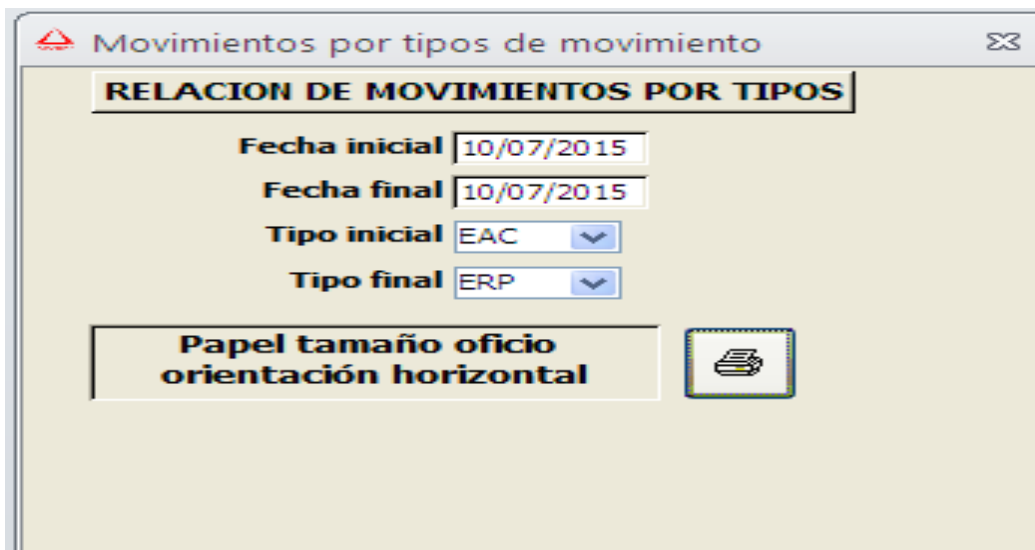 Movimientos por tipos de movimiento
RELACION DE MOVIMIENTOS POR TIPOS
Fecha inicial 10/07/2015
Fecha final 10/07/2015
Tipo inicial EAC
Tipo final ERP
Papel tamaño oficio
orientación horizontal